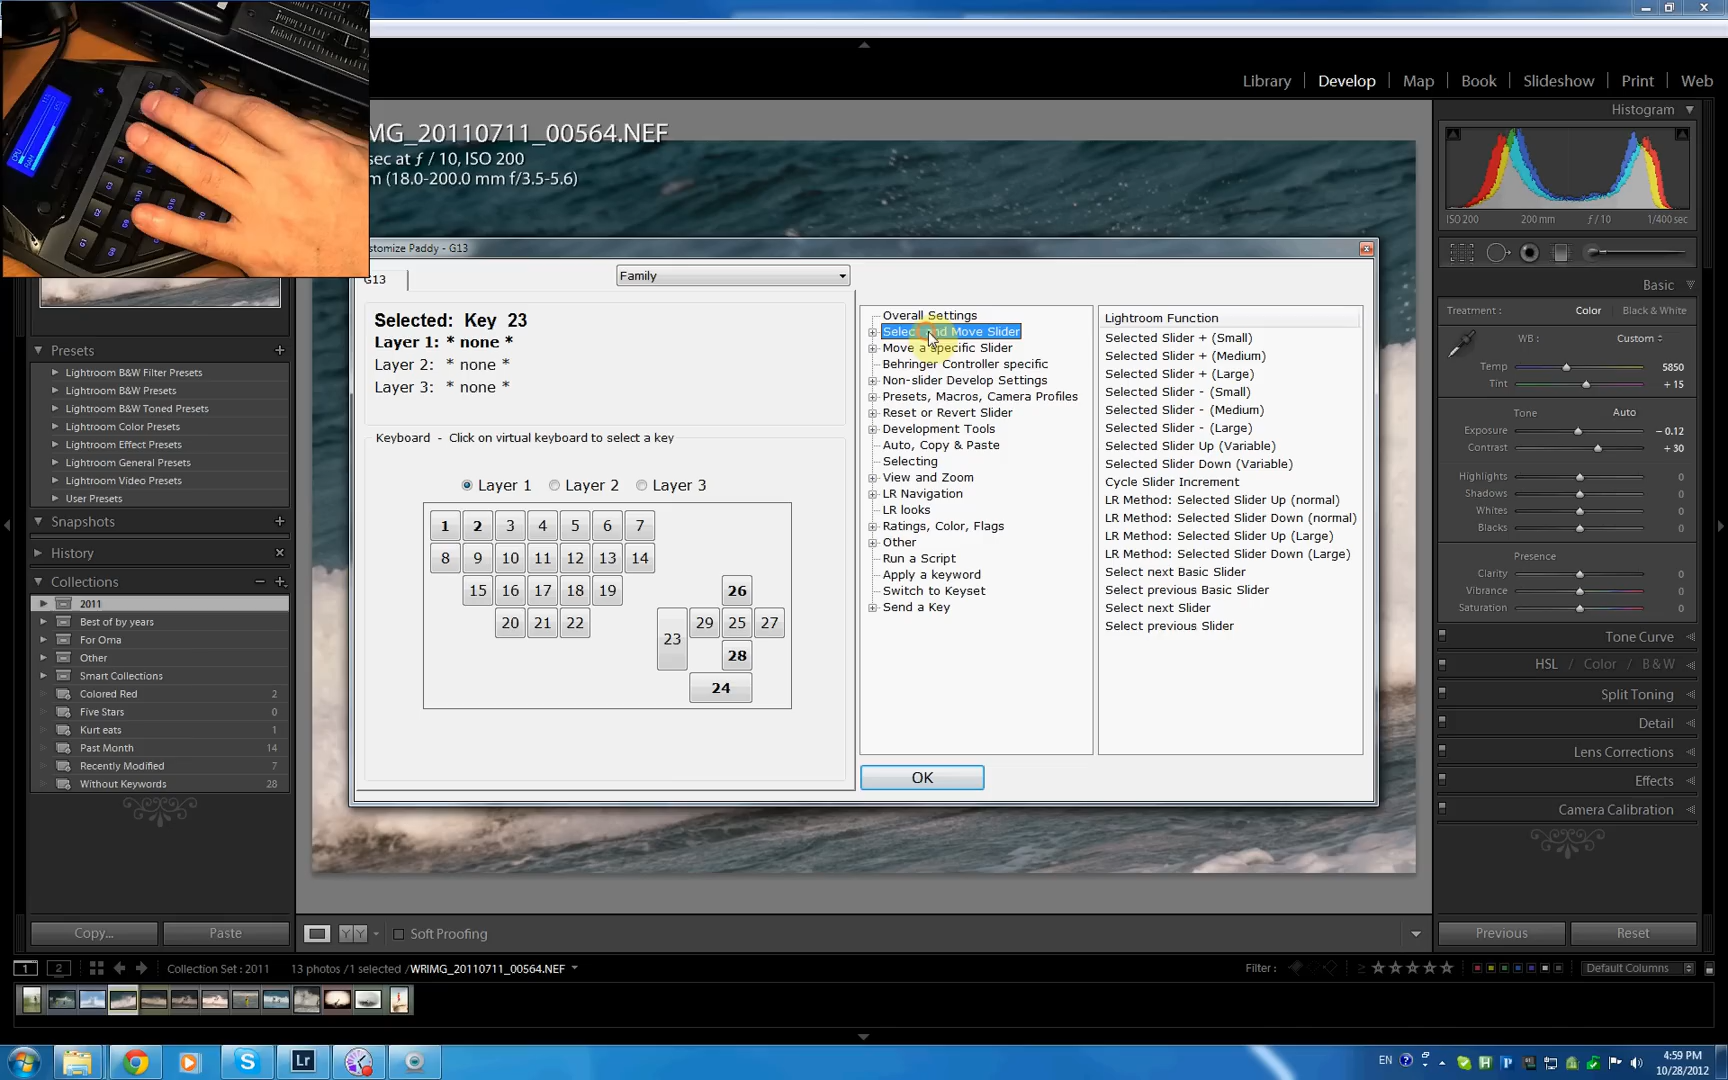 Library | Develop | Map | Book | Slideshow | Print | Web
MG_20110711_00564.NEF
sec at ƒ / 10, ISO 200
m (18.0-200.0 mm f/3.5-5.6)
Histogram
ISO 200 200 mm ƒ / 10 1/400 sec
Basic
Treatment : Color Black & White
WB : Custom
Temp 5850
Tint + 15
Tone Auto
Exposure − 0.12
Contrast + 30
Highlights 0
Shadows 0
Whites 0
Blacks 0
Presence
Clarity 0
Vibrance 0
Saturation 0
Tone Curve
HSL / Color / B & W
Split Toning
Detail
Lens Corrections
Effects
Camera Calibration
Previous Reset
Presets
Lightroom B&W Filter Presets
Lightroom B&W Presets
Lightroom B&W Toned Presets
Lightroom Color Presets
Lightroom Effect Presets
Lightroom General Presets
Lightroom Video Presets
User Presets
Snapshots
History
Collections
2011
Best of by years
For Oma
Other
Smart Collections
Colored Red 2
Five Stars 0
Kurt eats 1
Past Month 14
Recently Modified 7
Without Keywords 28
Copy... Paste
stomize Paddy - G13
G13
Family
Selected: Key 23
Layer 1: * none *
Layer 2: * none *
Layer 3: * none *
Keyboard - Click on virtual keyboard to select a key
Layer 1 Layer 2 Layer 3
1 2 3 4 5 6 7
8 9 10 11 12 13 14
15 16 17 18 19 26
20 21 22 23 29 25 27
28
24
Overall Settings
Select and Move Slider
Move a specific Slider
Behringer Controller specific
Non-slider Develop Settings
Presets, Macros, Camera Profiles
Reset or Revert Slider
Development Tools
Auto, Copy & Paste
Selecting
View and Zoom
LR Navigation
LR looks
Ratings, Color, Flags
Other
Run a Script
Apply a keyword
Switch to Keyset
Send a Key
Lightroom Function
Selected Slider + (Small)
Selected Slider + (Medium)
Selected Slider + (Large)
Selected Slider - (Small)
Selected Slider - (Medium)
Selected Slider - (Large)
Selected Slider Up (Variable)
Selected Slider Down (Variable)
Cycle Slider Increment
LR Method: Selected Slider Up (normal)
LR Method: Selected Slider Down (normal)
LR Method: Selected Slider Up (Large)
LR Method: Selected Slider Down (Large)
Select next Basic Slider
Select previous Basic Slider
Select next Slider
Select previous Slider
OK
Soft Proofing
1 2 Collection Set : 2011 13 photos /1 selected /WRIMG_20110711_00564.NEF Filter : Default Columns
Lr EN 4:59 PM
10/28/2012